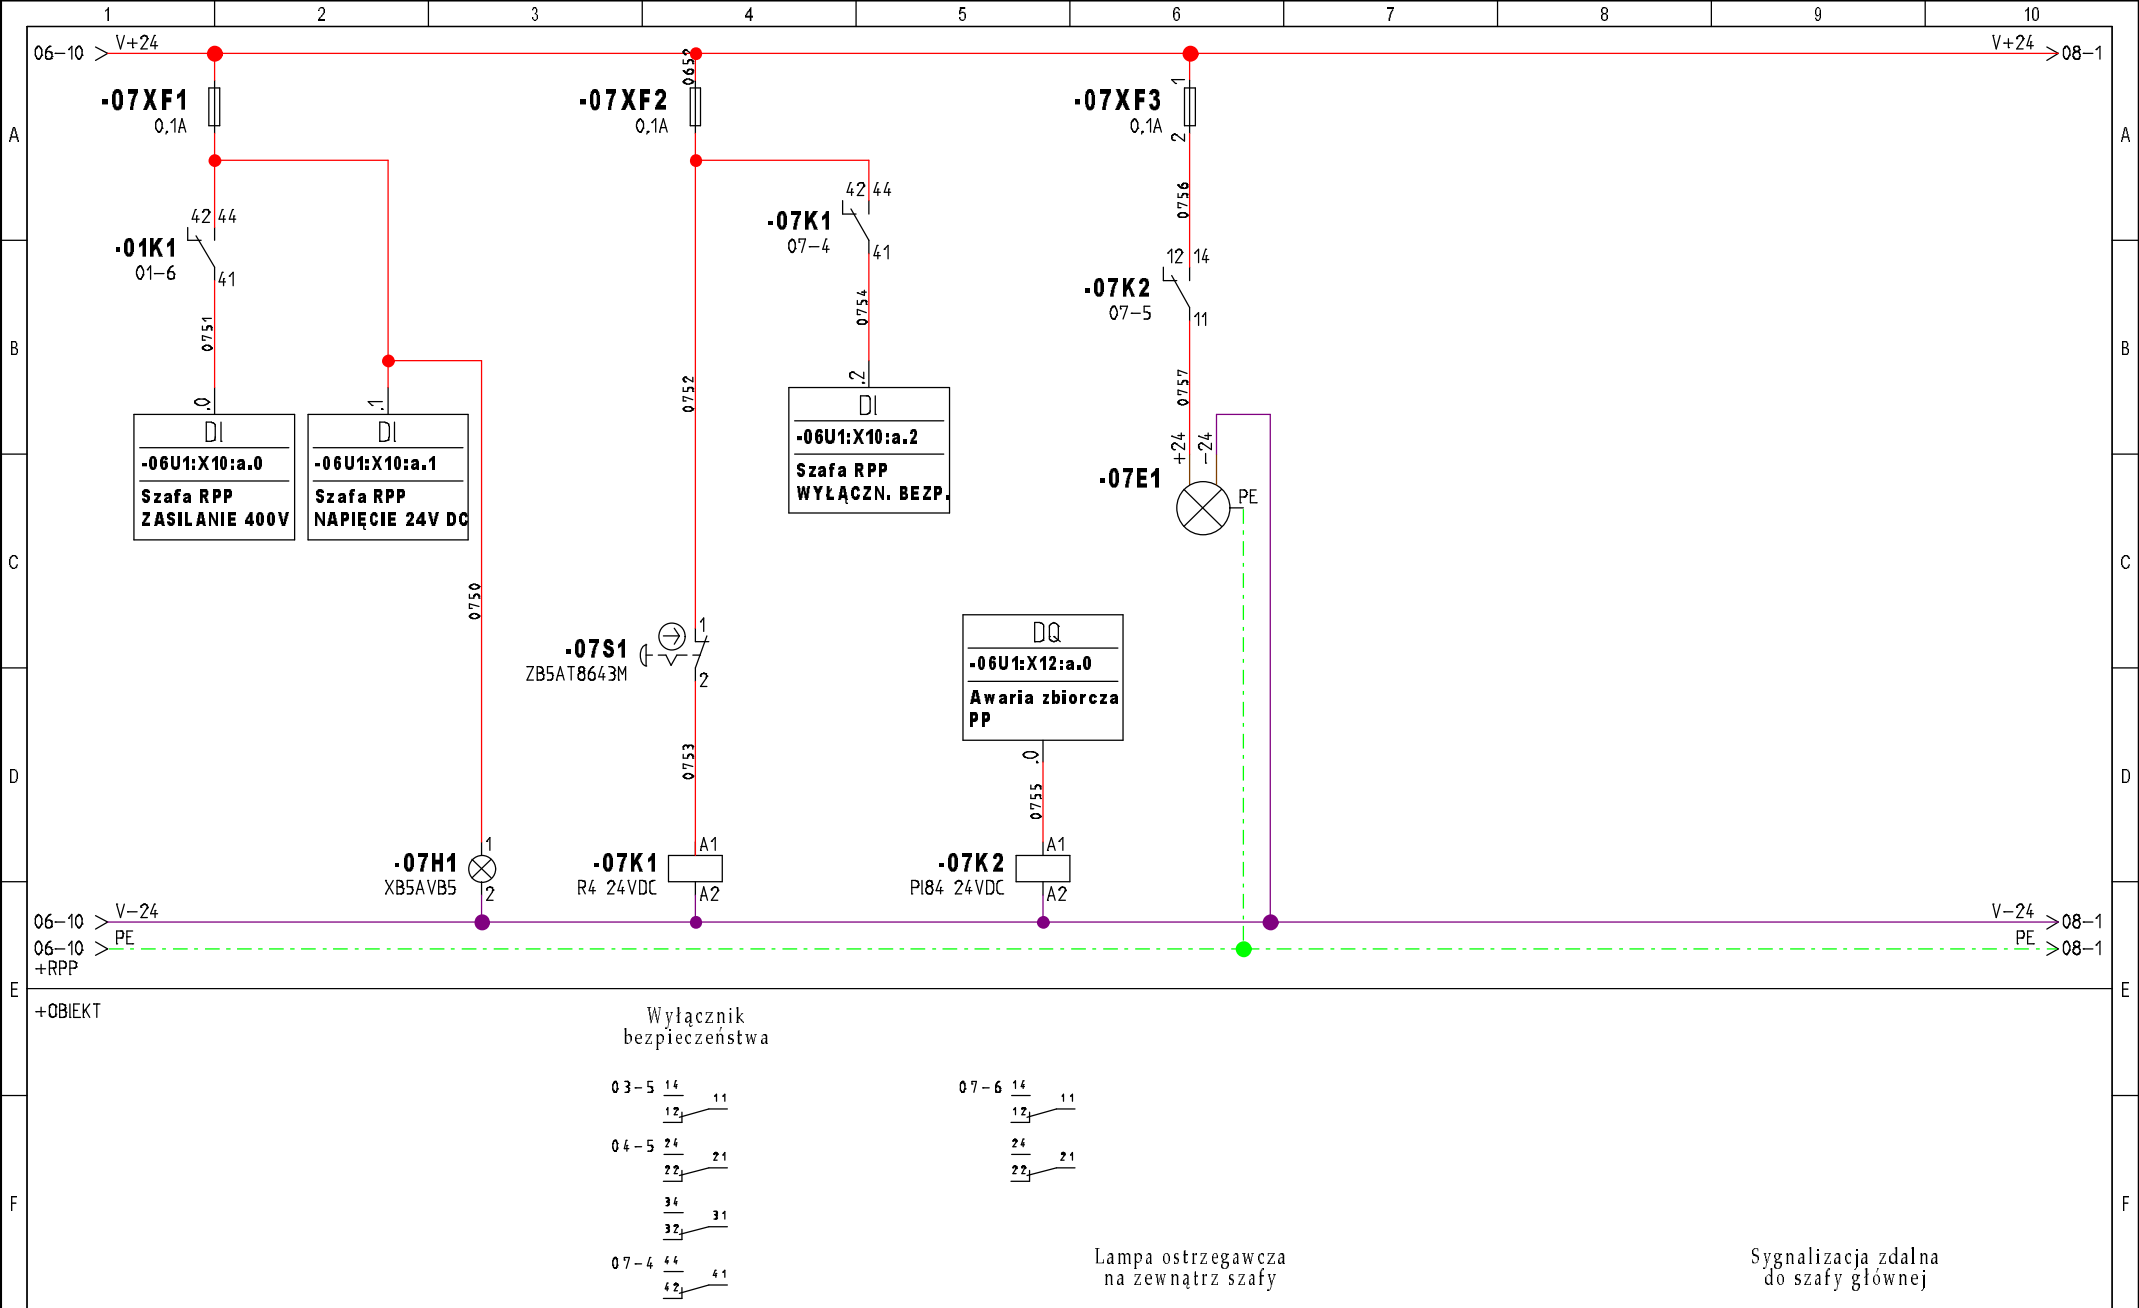 1 2 3 4 5 6 7 8 9 10
06-10 V+24 V+24 08-1
-07XF1
0,1A
0652
-07XF2
0,1A
1
-07XF3
0,1A
2
A A
42 44
-01K1
01-6
41
0751
42 44
-07K1
07-4
41
0754
0756
12 14
-07K2
07-5
11
0757
B B
.0
DI
-06U1:X10:a.0
Szafa RPP
ZASILANIE 400V
.1
DI
-06U1:X10:a.1
Szafa RPP
NAPIĘCIE 24V DC
0752
.2
DI
-06U1:X10:a.2
Szafa RPP
WYŁĄCZN. BEZP.
+24 -24
-07E1
PE
C C
0750
1
-07S1
ZB5AT8643M
2
0753
DQ
-06U1:X12:a.0
Awaria zbiorcza
PP
.0
0755
D D
1
-07H1
XB5AVB5
2
A1
-07K1
R4 24VDC
A2
A1
-07K2
PI84 24VDC
A2
06-10 V-24 V-24 08-1
06-10 PE PE 08-1
+RPP
E E
+OBIEKT
Wyłącznik
bezpieczeństwa
03-5 14
12 11
04-5 24
22 21
34
32 31
07-4 44
42 41
07-6 14
12 11
24
22 21
F F
Lampa ostrzegawcza
na zewnątrz szafy
Sygnalizacja zdalna
do szafy głównej